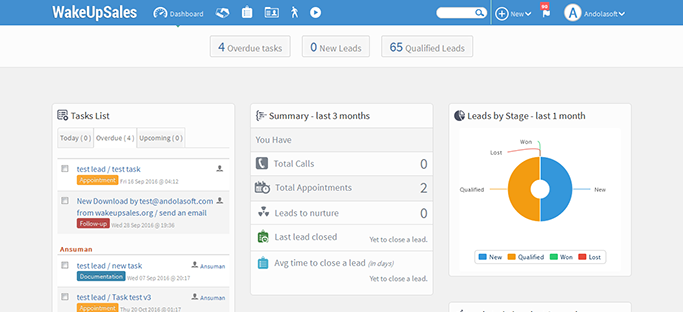 WakeUpSales
Dashboard
New
Andolasoft
A
4 Overdue tasks
0 New Leads
65 Qualified Leads
Tasks List
Today ( 0 )
Overdue ( 4 )
Upcoming ( 0 )
test lead / test task
Appointment Fri 16 Sep 2016 @ 04:12
New Download by test@andolasoft.com
from wakeupsales.org / send an email
Follow-up Wed 28 Sep 2016 @ 18:36
Ansuman
test lead / new task
Ansuman
Documentation Wed 07 Sep 2016 @ 20:17
test lead / Task test v3
Ansuman
Appointment Thu 20 Oct 2016 @ 01:17
Summary - last 3 months
You Have
Total Calls 0
Total Appointments 2
Leads to nurture 0
Last lead closed Yet to close a lead.
Avg time to close a lead (in days)
Yet to close a lead.
Leads by Stage - last 1 month
Won
Lost
Qualified
New
New Qualified Won Lost